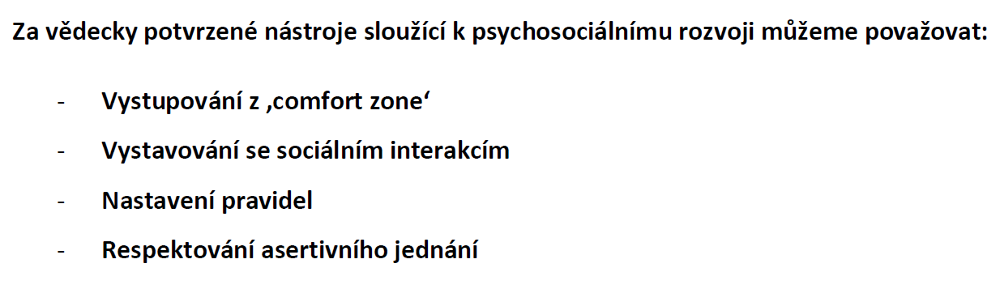 Za vědecky potvrzené nástroje sloužící k psychosociálnímu rozvoji můžeme považovat:
- Vystupování z ‚comfort zone‘
- Vystavování se sociálním interakcím
- Nastavení pravidel
- Respektování asertivního jednání